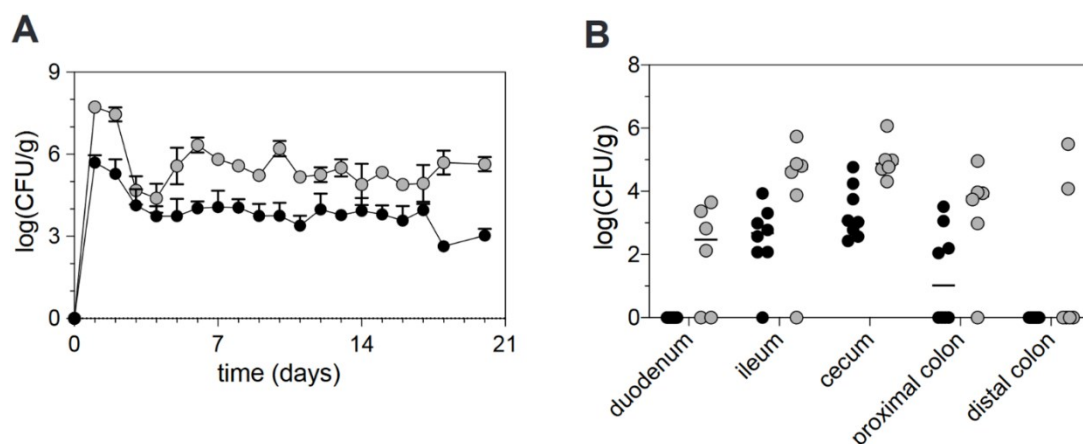 A
log(CFU/g)
9
6
3
0
0
7
14
21
time (days)
B
log(CFU/g)
8
6
4
2
0
duodenum
ileum
cecum
proximal colon
distal colon